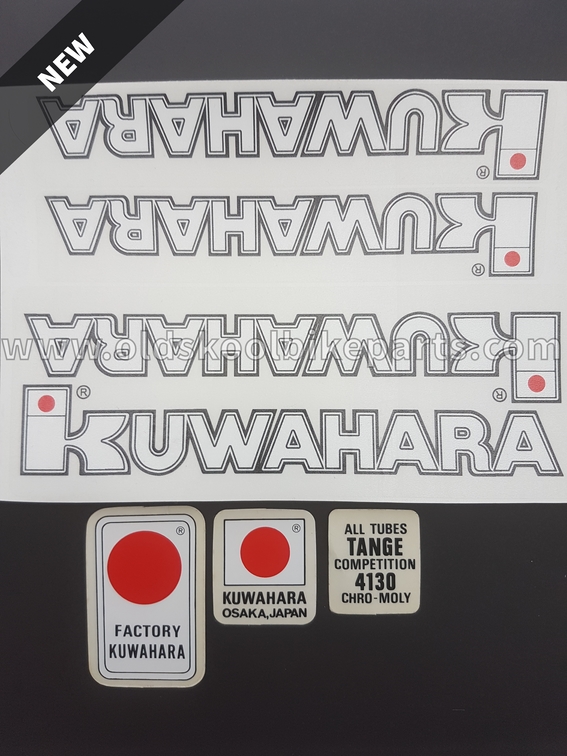 NEW
KUWAHARA
®
KUWAHARA
®
KUWAHARA
®
www.oldskoolbikeparts.com
®
KUWAHARA
®
FACTORY
KUWAHARA
®
KUWAHARA
OSAKA, JAPAN
ALL TUBES
TANGE
COMPETITION
4130
CHRO-MOLY